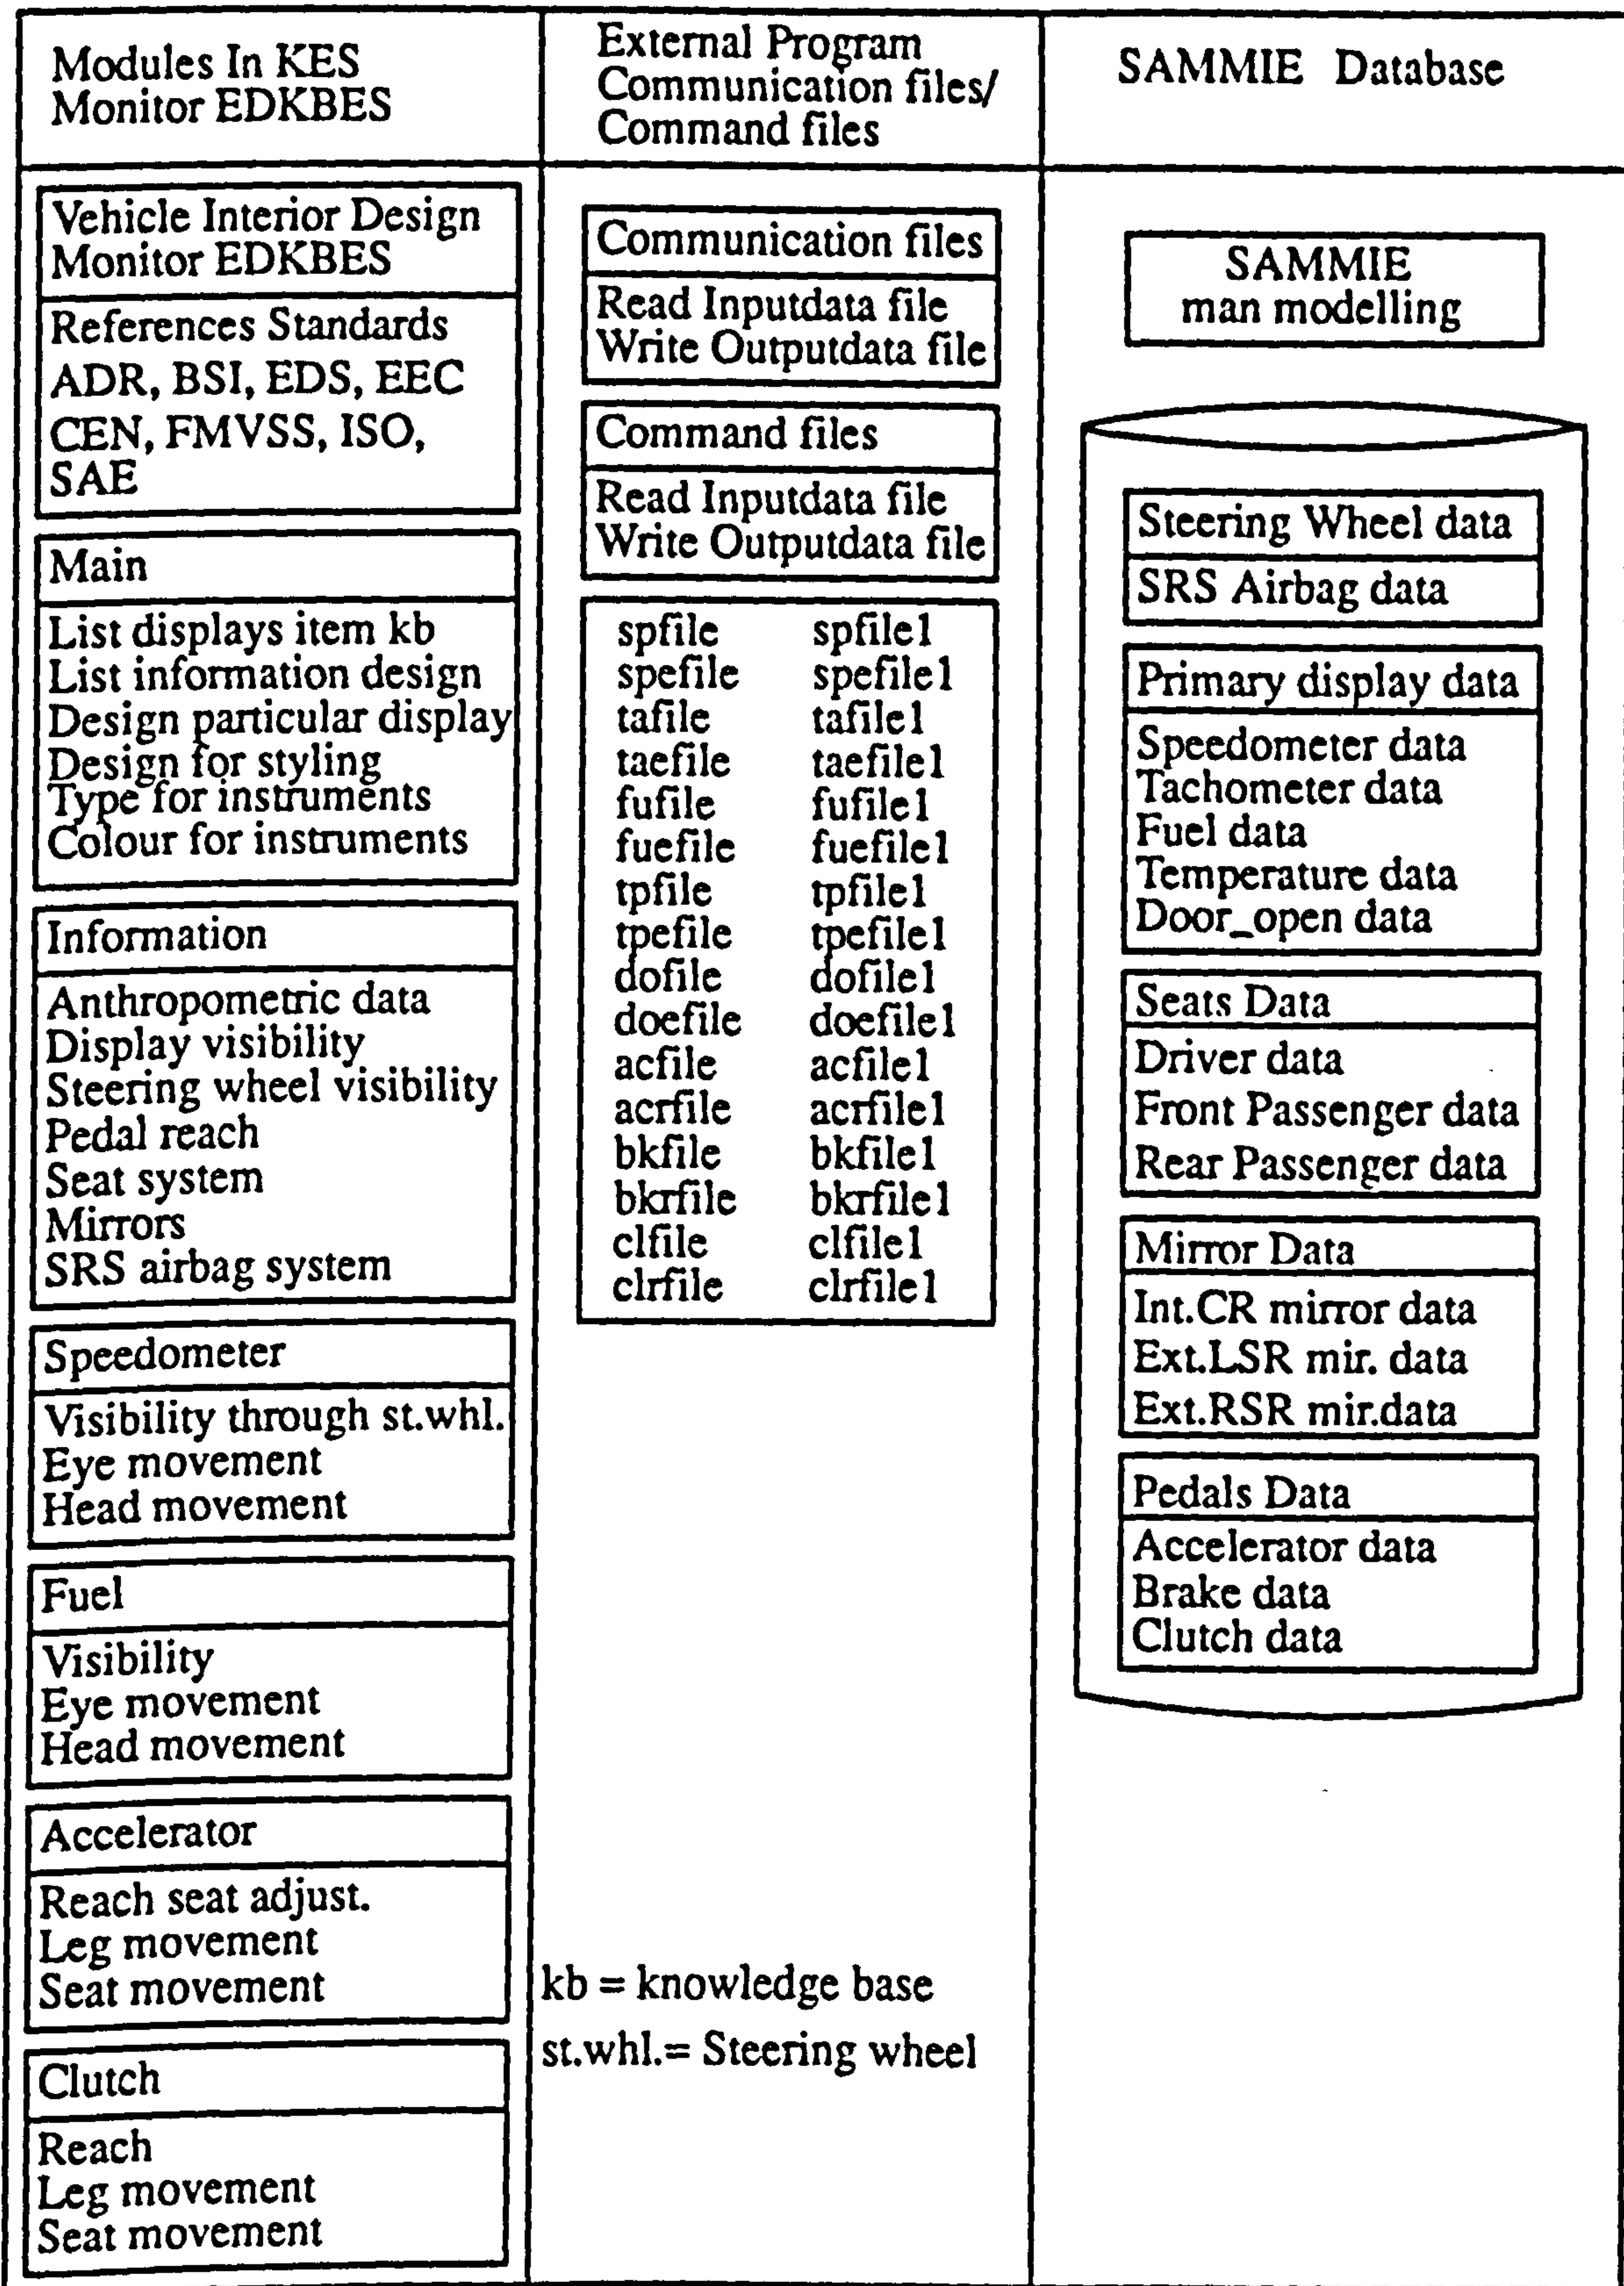 Modules In KES
Monitor EDKBES
External Program
Communication files/
Command files
SAMMIE Database
Vehicle Interior Design
Monitor EDKBES
References Standards
ADR, BSI, EDS, EEC
CEN, FMVSS, ISO,
SAE
Main
List displays item kb
List information design
Design particular display
Design for styling
Type for instruments
Colour for instruments
Information
Anthropometric data
Display visibility
Steering wheel visibility
Pedal reach
Seat system
Mirrors
SRS airbag system
Speedometer
Visibility through st.whl.
Eye movement
Head movement
Fuel
Visibility
Eye movement
Head movement
Accelerator
Reach seat adjust.
Leg movement
Seat movement
Clutch
Reach
Leg movement
Seat movement
Communication files
Read Inputdata file
Write Outputdata file
Command files
Read Inputdata file
Write Outputdata file
spfile spfile1
spefile spefile1
tafile tafile1
taefile taefile1
fufile fufile1
fuefile fuefile1
tpfile tpfile1
tpefile tpefile1
dofile dofile1
doefile doefile1
acfile acfile1
acrfile acrfile1
bkfile bkfile1
bkrfile bkrfile1
clfile clfile1
clrfile clrfile1
kb = knowledge base
st.whl.= Steering wheel
SAMMIE
man modelling
Steering Wheel data
SRS Airbag data
Primary display data
Speedometer data
Tachometer data
Fuel data
Temperature data
Door_open data
Seats Data
Driver data
Front Passenger data
Rear Passenger data
Mirror Data
Int.CR mirror data
Ext.LSR mir. data
Ext.RSR mir.data
Pedals Data
Accelerator data
Brake data
Clutch data